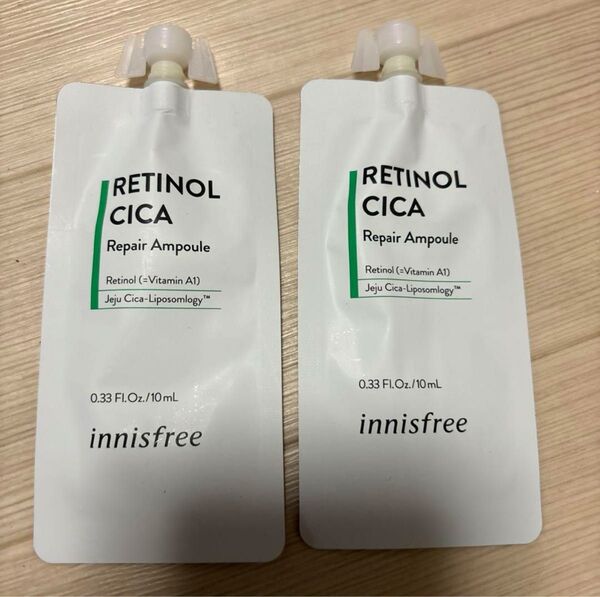 RETINOL
CICA
Repair Ampoule
Retinol (=Vitamin A1)
Jeju Cica-Liposomlogy™
0.33 Fl.Oz./10mL
innisfree
RETINOL
CICA
Repair Ampoule
Retinol (=Vitamin A1)
Jeju Cica-Liposomlogy™
0.33 Fl.Oz./10mL
innisfree